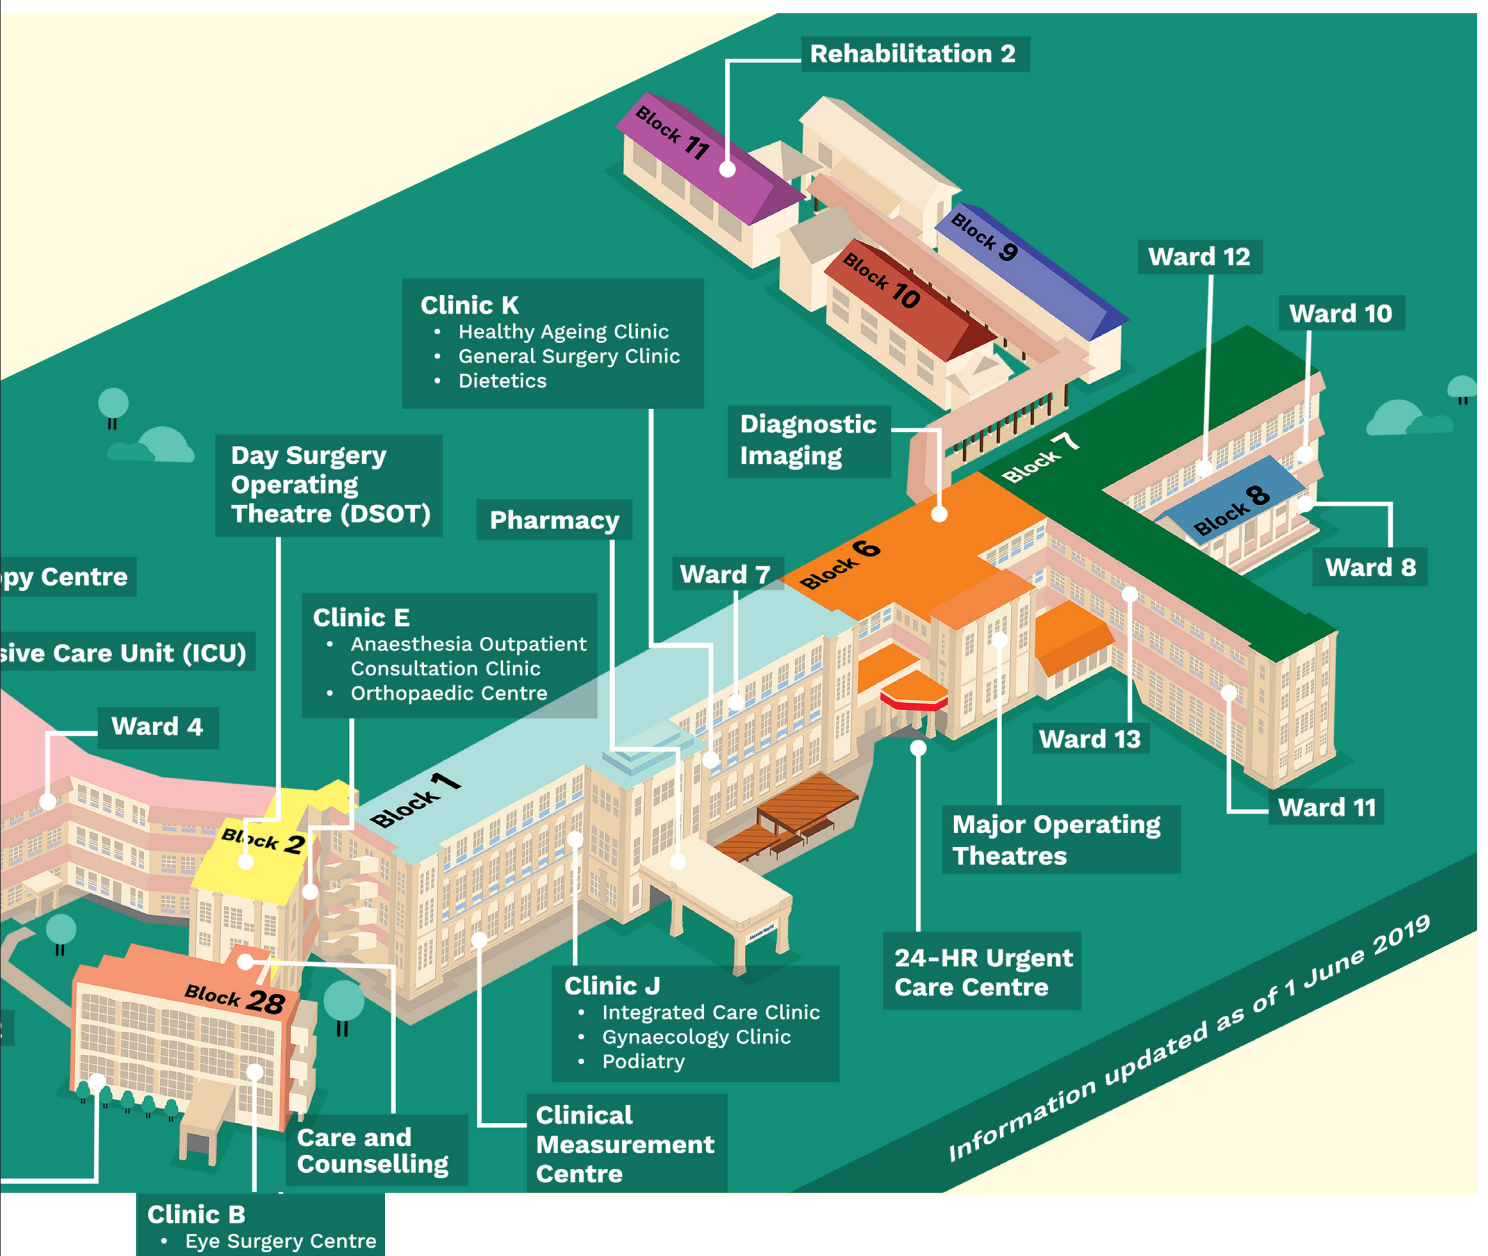 Rehabilitation 2
Block 11
Block 9
Block 10
Ward 12
Ward 10
Clinic K
• Healthy Ageing Clinic
• General Surgery Clinic
• Dietetics
Diagnostic
Imaging
Block 7
Day Surgery
Operating
Theatre (DSOT)
Block 8
Pharmacy
Ward 8
Block 6
Ward 7
py Centre
Clinic E
• Anaesthesia Outpatient
Consultation Clinic
• Orthopaedic Centre
sive Care Unit (ICU)
Ward 4
Ward 13
Block 1
Ward 11
Block 2
Major Operating
Theatres
24-HR Urgent
Care Centre
Block 28
Clinic J
• Integrated Care Clinic
• Gynaecology Clinic
• Podiatry
Information updated as of 1 June 2019
Clinical
Measurement
Centre
Care and
Counselling
Clinic B
• Eye Surgery Centre